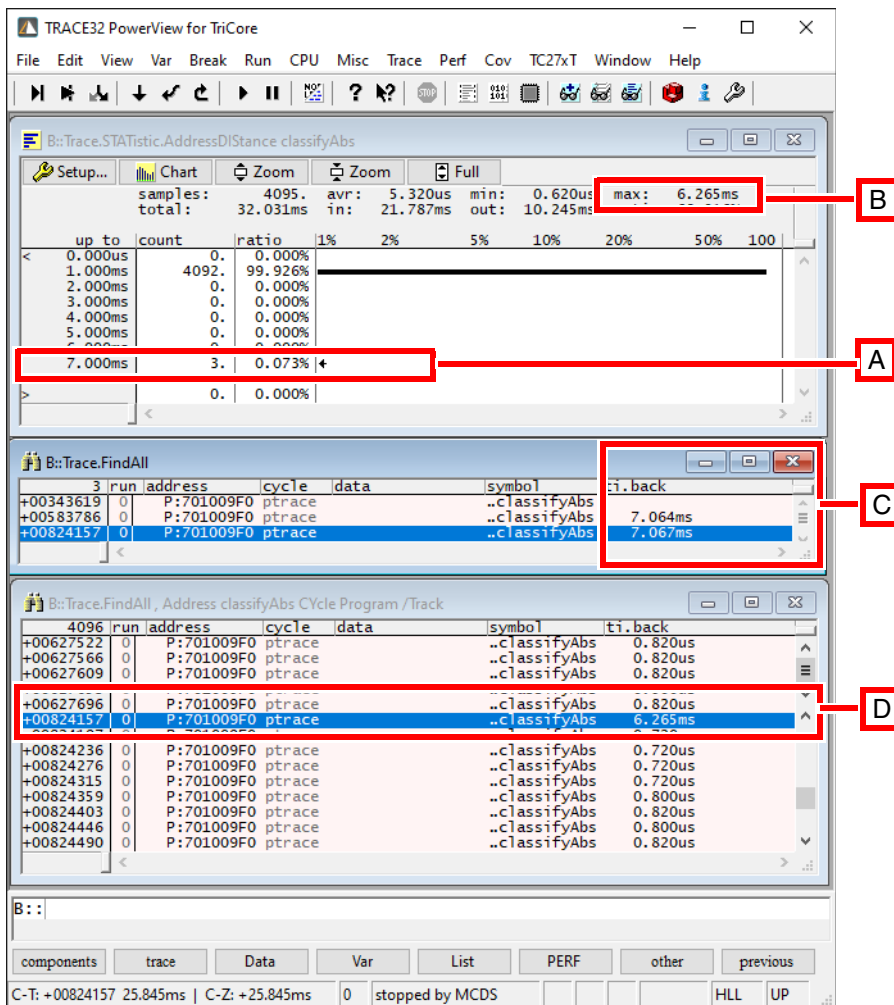 TRACE32 PowerView for TriCore
File Edit View Var Break Run CPU Misc Trace Perf Cov TC27xT Window Help
B::Trace.STATistic.AddressDIStance classifyAbs
Setup... Chart Zoom Zoom Full
samples: 4095. avr: 5.320us min: 0.620us max: 6.265ms
total: 32.031ms in: 21.787ms out: 10.245ms
B
up to count ratio 1% 2% 5% 10% 20% 50% 100
< 0.000us 0. 0.000%
1.000ms 4092. 99.926%
2.000ms 0. 0.000%
3.000ms 0. 0.000%
4.000ms 0. 0.000%
5.000ms 0. 0.000%
7.000ms 3. 0.073%
A
> 0. 0.000%
B::Trace.FindAll
3 run address cycle data symbol ti.back
+00343619 0 P:701009F0 ptrace ..classifyAbs
+00583786 0 P:701009F0 ptrace ..classifyAbs 7.064ms
+00824157 0 P:701009F0 ptrace ..classifyAbs 7.067ms
C
B::Trace.FindAll , Address classifyAbs CYcle Program /Track
4096 run address cycle data symbol ti.back
+00627522 0 P:701009F0 ptrace ..classifyAbs 0.820us
+00627566 0 P:701009F0 ptrace ..classifyAbs 0.820us
+00627609 0 P:701009F0 ptrace ..classifyAbs 0.820us
+00627696 0 P:701009F0 ptrace ..classifyAbs 0.820us
+00824157 0 P:701009F0 ptrace ..classifyAbs 6.265ms
D
+00824236 0 P:701009F0 ptrace ..classifyAbs 0.720us
+00824276 0 P:701009F0 ptrace ..classifyAbs 0.720us
+00824315 0 P:701009F0 ptrace ..classifyAbs 0.720us
+00824359 0 P:701009F0 ptrace ..classifyAbs 0.800us
+00824403 0 P:701009F0 ptrace ..classifyAbs 0.820us
+00824446 0 P:701009F0 ptrace ..classifyAbs 0.800us
+00824490 0 P:701009F0 ptrace ..classifyAbs 0.820us
B::
components trace Data Var List PERF other previous
C-T: +00824157 25.845ms | C-Z: +25.845ms 0 stopped by MCDS HLL UP